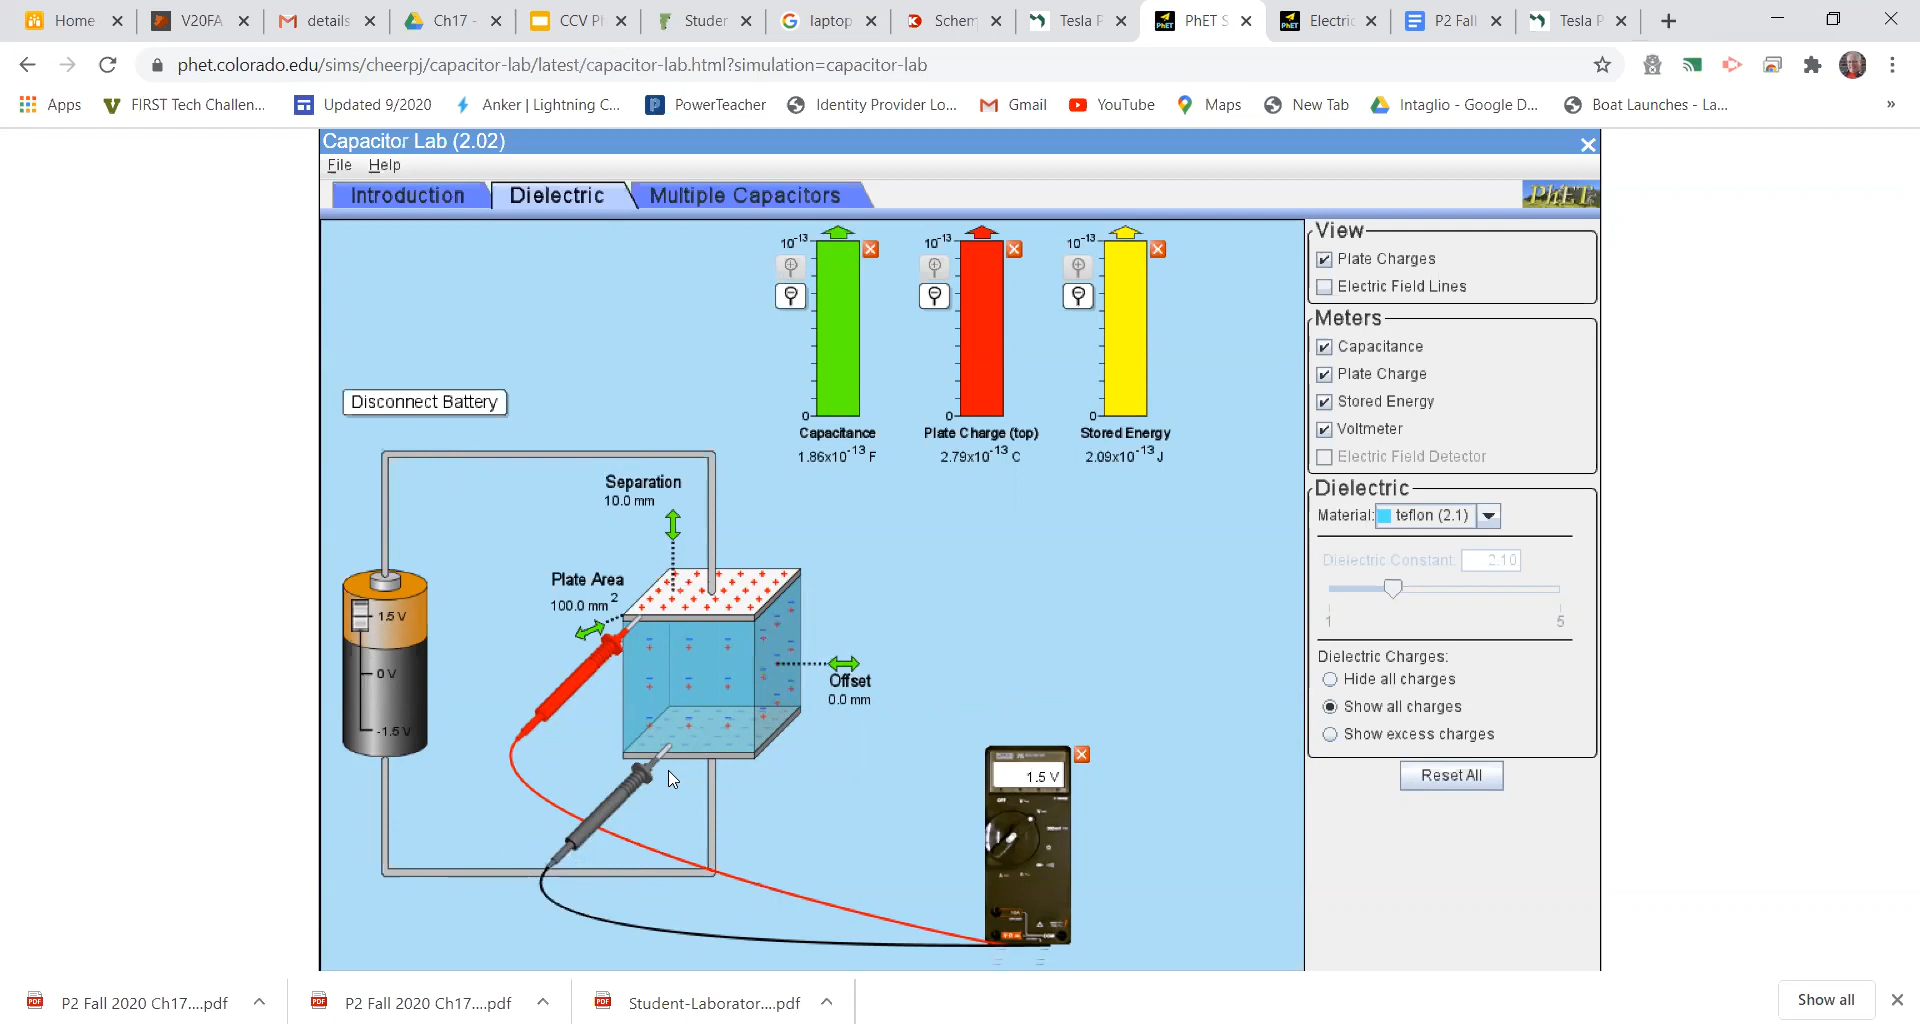 Home
V20FA
details
Ch17 -
CCV Ph
Studer
laptop
Schem
Tesla P
PhET S
Electric
P2 Fall
Tesla P
phet.colorado.edu/sims/cheerpj/capacitor-lab/latest/capacitor-lab.html?simulation=capacitor-lab
Apps
FIRST Tech Challen...
Updated 9/2020
Anker | Lightning C...
PowerTeacher
Identity Provider Lo...
Gmail
YouTube
Maps
New Tab
Intaglio - Google D...
Boat Launches - La...
»
Capacitor Lab (2.02)
File Help
Introduction
Dielectric
Multiple Capacitors
PhET
10⁻¹³
0
Capacitance
1.86x10⁻¹³ F
10⁻¹³
0
Plate Charge (top)
2.79x10⁻¹³ C
10⁻¹³
0
Stored Energy
2.09x10⁻¹³ J
Disconnect Battery
Separation
10.0 mm
Plate Area
100.0 mm²
Offset
0.0 mm
1.5 V
0 V
-1.5 V
1.5 V
View
Plate Charges
Electric Field Lines
Meters
Capacitance
Plate Charge
Stored Energy
Voltmeter
Electric Field Detector
Dielectric
Material: teflon (2.1)
Dielectric Constant: 2.10
1 5
Dielectric Charges:
Hide all charges
Show all charges
Show excess charges
Reset All
P2 Fall 2020 Ch17....pdf
P2 Fall 2020 Ch17....pdf
Student-Laborator....pdf
Show all